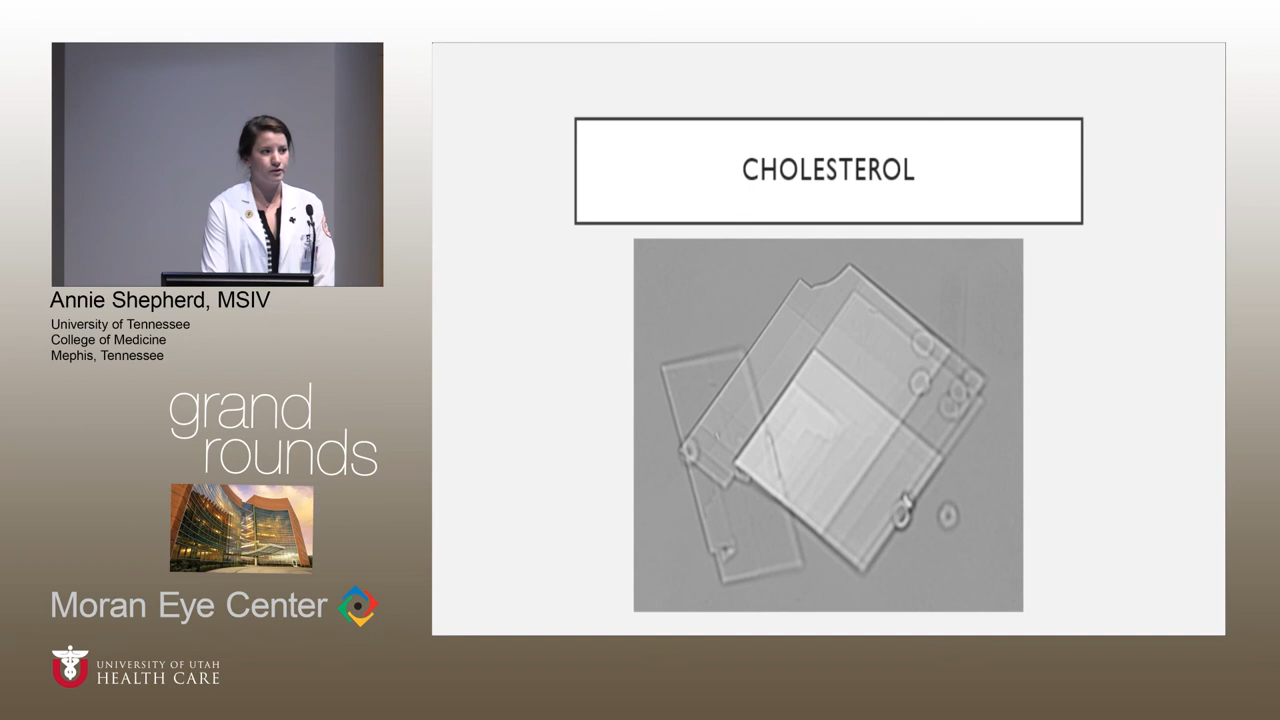 CHOLESTEROL
Annie Shepherd, MSIV
University of Tennessee
College of Medicine
Mephis, Tennessee
grand
rounds
Moran Eye Center
UNIVERSITY OF UTAH
HEALTH CARE